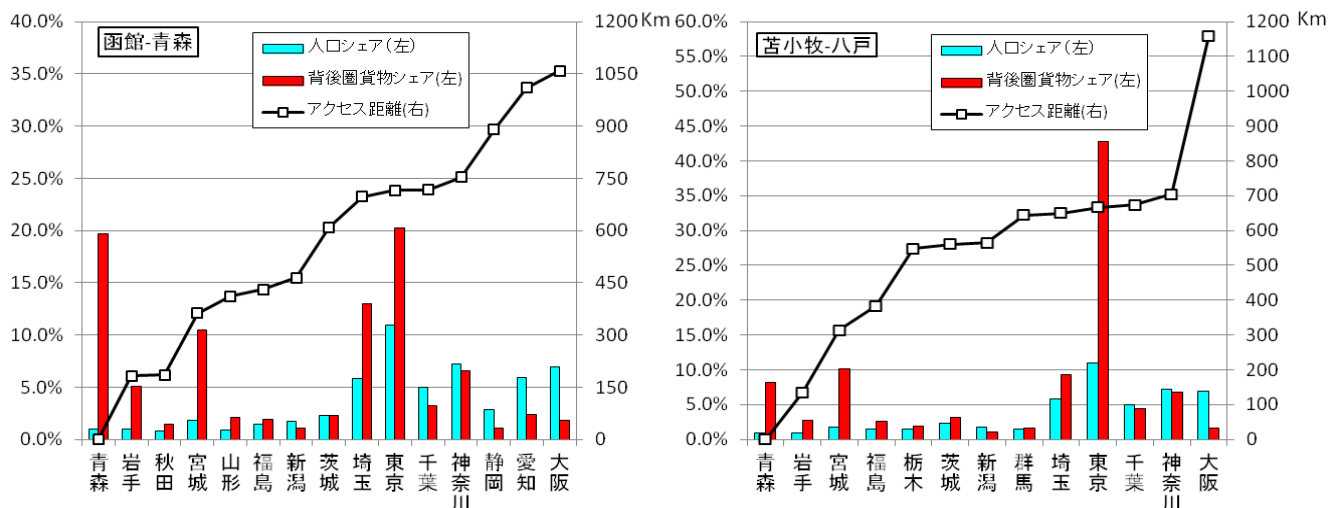 函館-青森
人口シェア(左)
背後圏貨物シェア(左)
アクセス距離(右)
40.0%
35.0%
30.0%
25.0%
20.0%
15.0%
10.0%
5.0%
0.0%
1200 Km
1050
900
750
600
450
300
150
0
青森
岩手
秋田
宮城
山形
福島
新潟
茨城
埼玉
東京
千葉
神奈川
静岡
愛知
大阪
苫小牧-八戸
人口シェア(左)
背後圏貨物シェア(左)
アクセス距離(右)
60.0%
55.0%
50.0%
45.0%
40.0%
35.0%
30.0%
25.0%
20.0%
15.0%
10.0%
5.0%
0.0%
1200 Km
1100
1000
900
800
700
600
500
400
300
200
100
0
青森
岩手
宮城
福島
栃木
茨城
新潟
群馬
埼玉
東京
千葉
神奈川
大阪